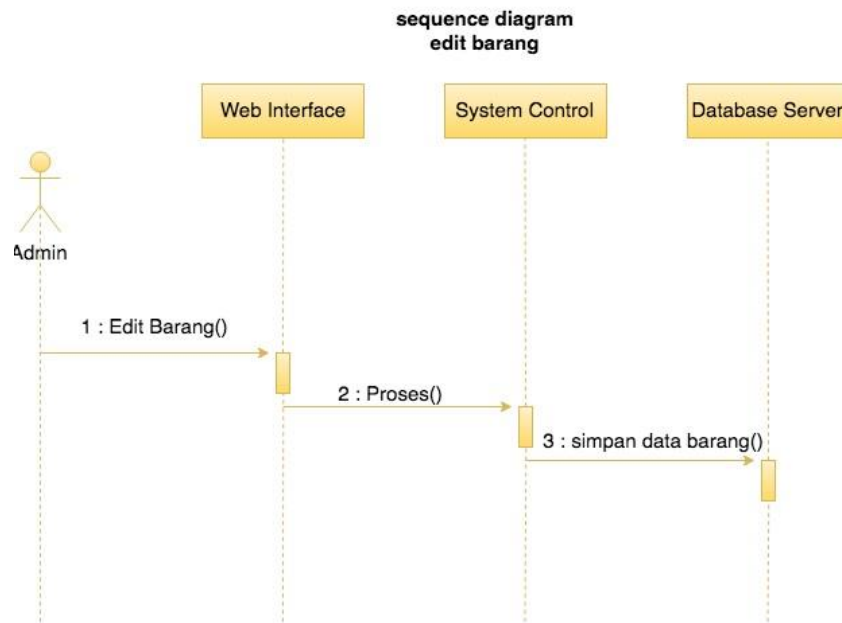 sequence diagram
edit barang
Web Interface
System Control
Database Server
Admin
1 : Edit Barang()
2 : Proses()
3 : simpan data barang()